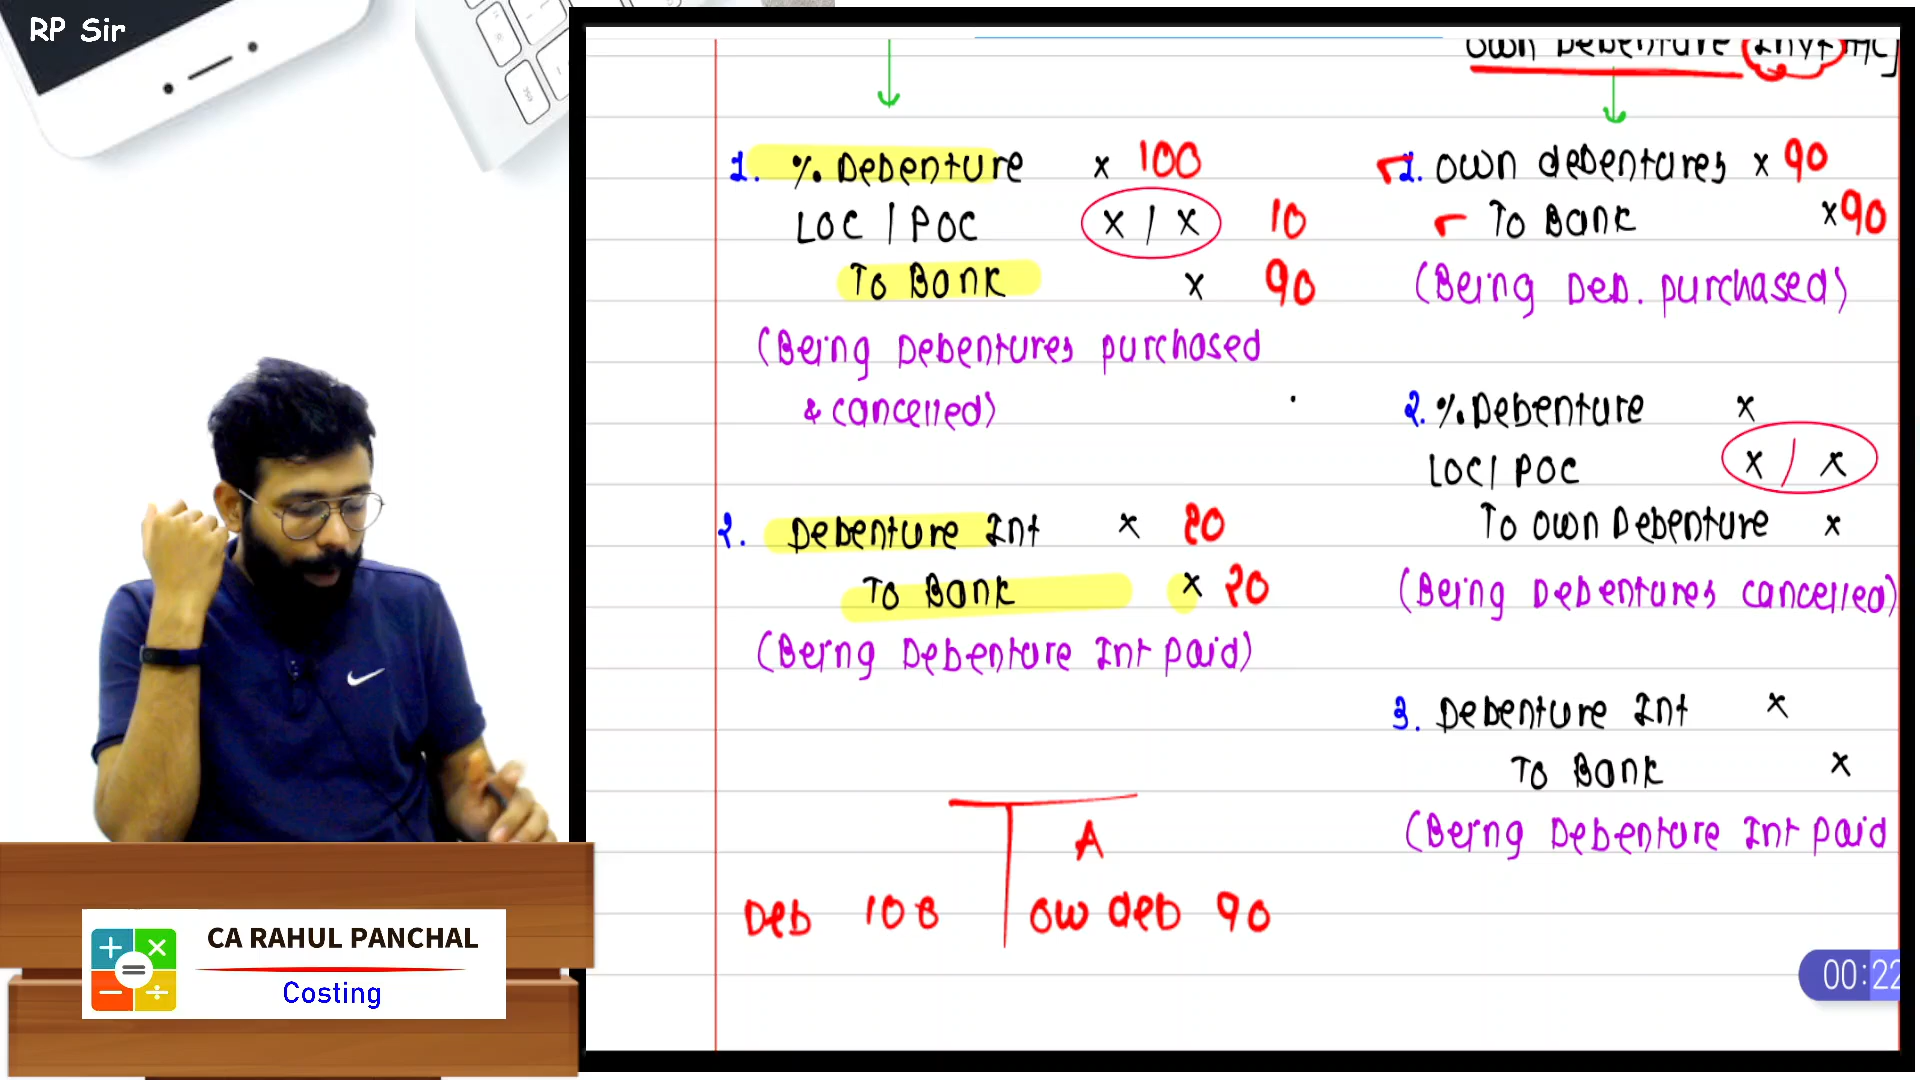 RP Sir
Own Debenture Invt A/c]
1. % Debenture x 100
LOC | POC x / x 10
To Bank x 90
(Being Debentures purchased
& cancelled)
2. Debenture Int x 20
To Bank x 20
(Being Debenture Int paid)
A
Deb 100 | ow deb 90
1. Own debentures x 90
To Bank x 90
(Being Deb. purchased)
2. % Debenture x
LOC | POC x / x
To own Debenture x
(Being Debentures cancelled)
3. Debenture Int x
To Bank x
(Being Debenture Int paid
CA RAHUL PANCHAL
Costing
00:22